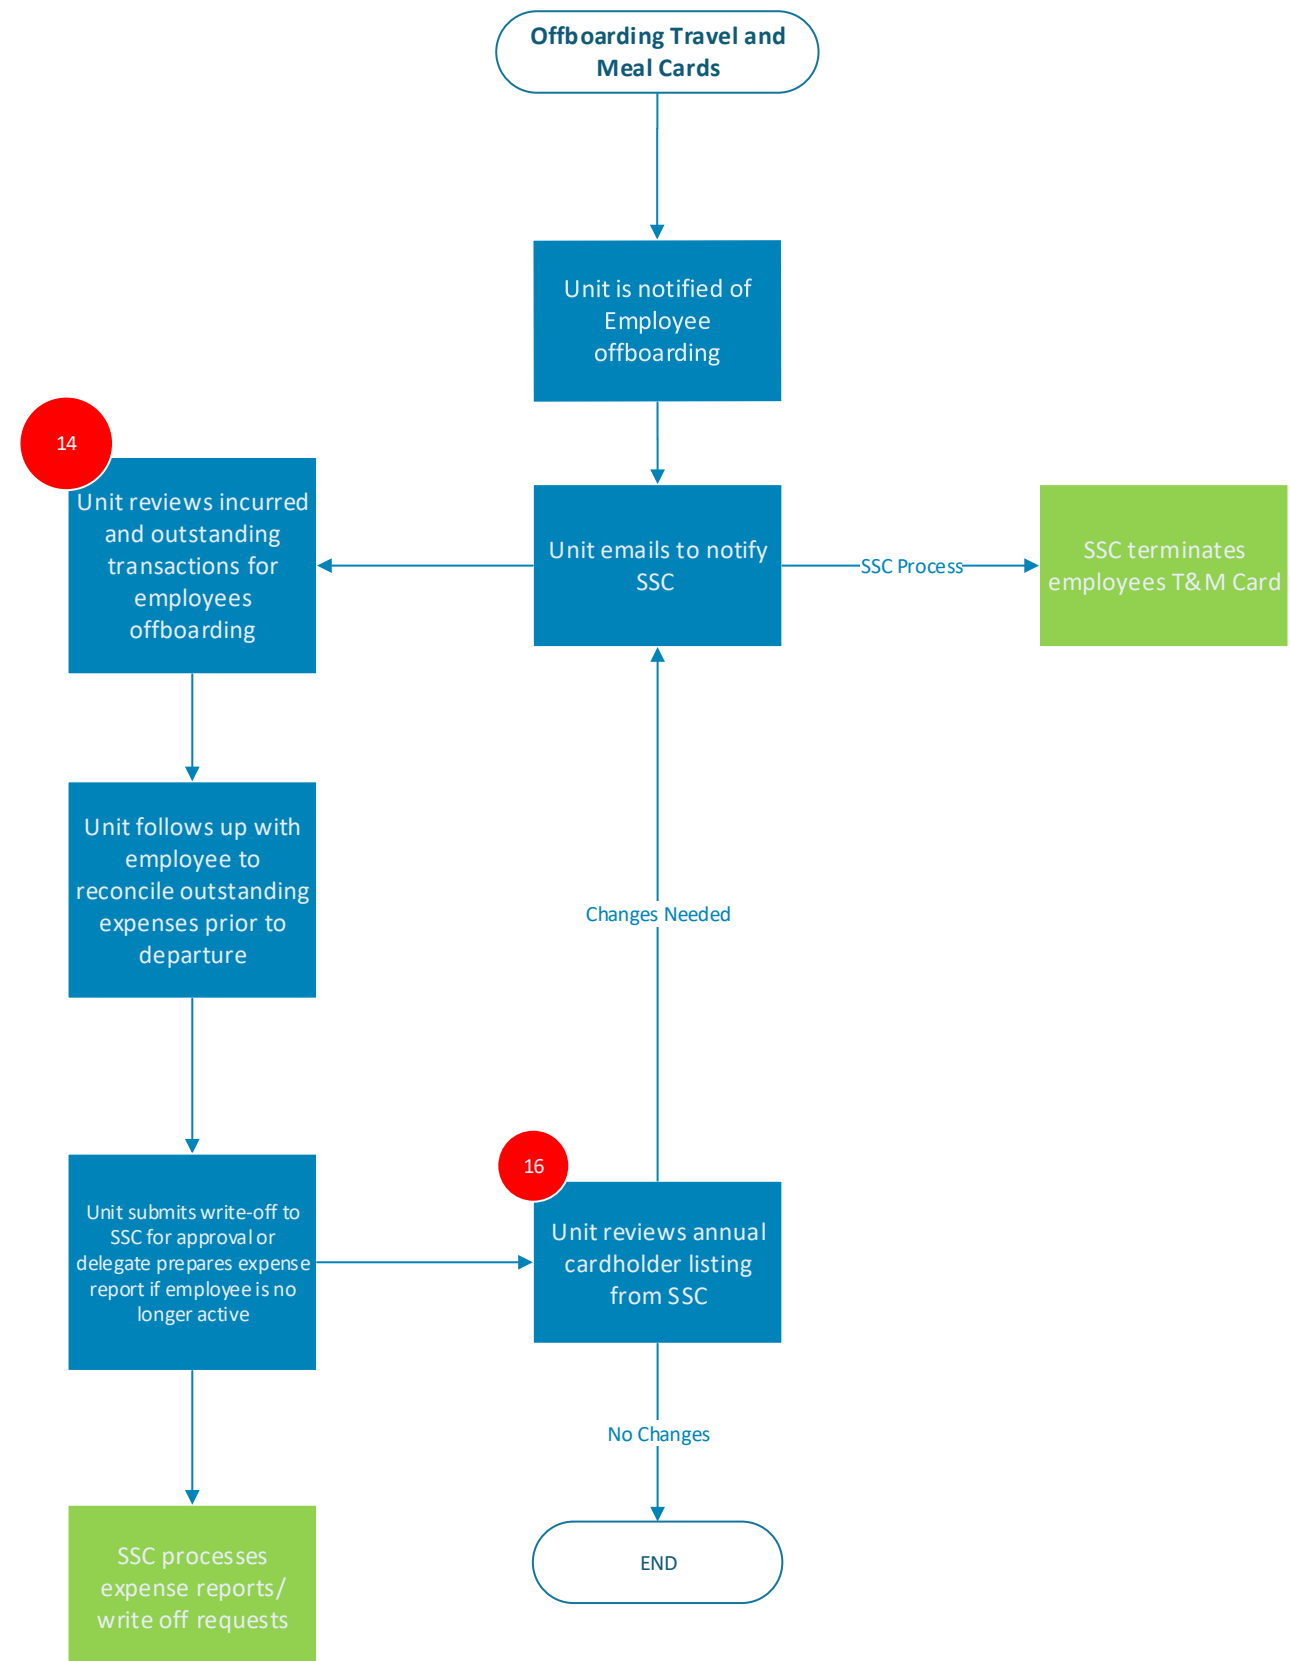 Offboarding Travel and
Meal Cards
Unit is notified of
Employee
offboarding
14
Unit reviews incurred
and outstanding
transactions for
employees
offboarding
Unit emails to notify
SSC
SSC Process
SSC terminates
employees T&M Card
Unit follows up with
employee to
reconcile outstanding
expenses prior to
departure
Changes Needed
Unit submits write-off to
SSC for approval or
delegate prepares expense
report if employee is no
longer active
16
Unit reviews annual
cardholder listing
from SSC
No Changes
SSC processes
expense reports/
write off requests
END